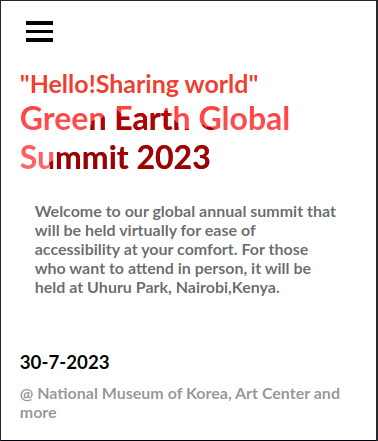 "Hello!Sharing world"
Green Earth Global
Summit 2023
Welcome to our global annual summit that
will be held virtually for ease of
accessibility at your comfort. For those
who want to attend in person, it will be
held at Uhuru Park, Nairobi,Kenya.
30-7-2023
@ National Museum of Korea, Art Center and
more